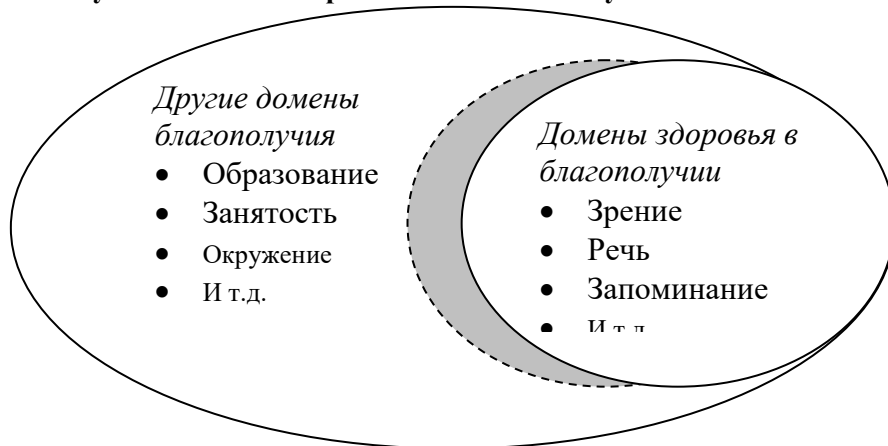 Другие домены
благополучия
• Образование
• Занятость
• Окружение
• И т.д.
Домены здоровья в
благополучии
• Зрение
• Речь
• Запоминание
• И т.д